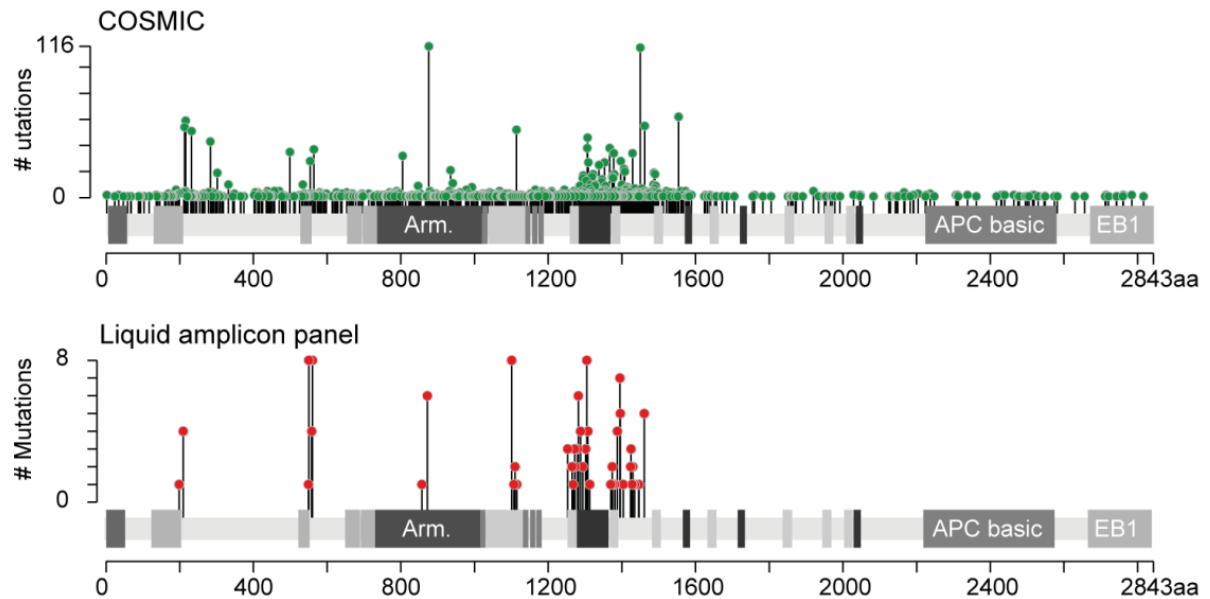 COSMIC
116
# utations
0
Arm.
APC basic
EB1
0 400 800 1200 1600 2000 2400 2843aa
Liquid amplicon panel
8
# Mutations
0
Arm.
APC basic
EB1
0 400 800 1200 1600 2000 2400 2843aa